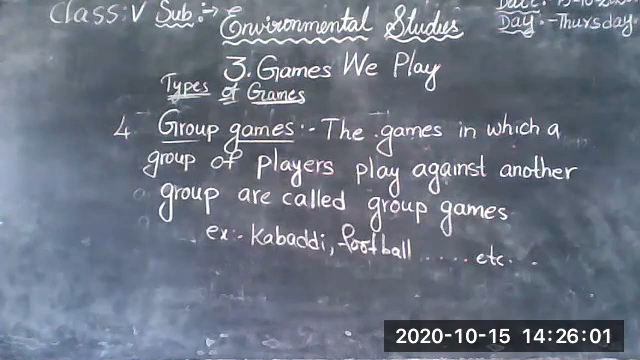 Class:V Sub:-> Environmental Studies
Day:-Thursday
3. Games We Play
Types of Games
4 Group games:- The games in which a
group of players play against another
group are called group games
ex:- Kabaddi, football ..... etc...
2020-10-15 14:26:01